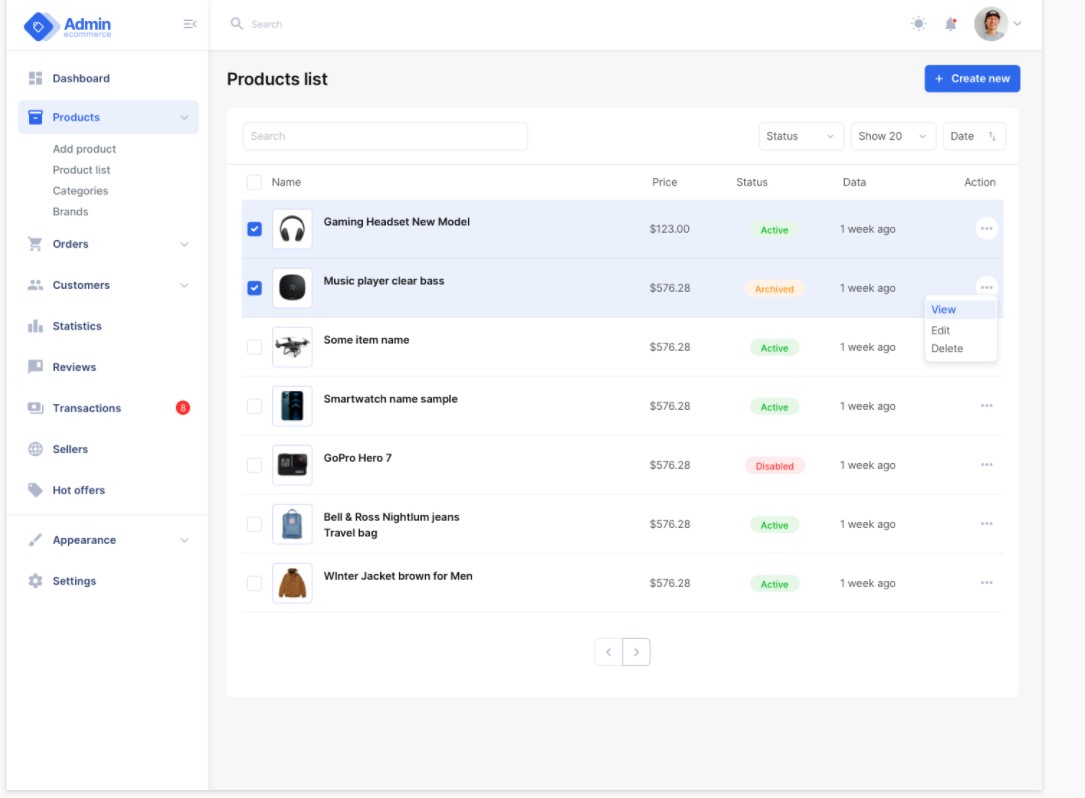 Admin
ecommerce
Search
Dashboard
Products
Add product
Product list
Categories
Brands
Orders
Customers
Statistics
Reviews
Transactions 8
Sellers
Hot offers
Appearance
Settings
Products list
+ Create new
Search
Status
Show 20
Date
Name Price Status Data Action
Gaming Headset New Model $123.00 Active 1 week ago
Music player clear bass $576.28 Archived 1 week ago
View
Edit
Delete
Some item name $576.28 Active 1 week ago
Smartwatch name sample $576.28 Active 1 week ago
GoPro Hero 7 $576.28 Disabled 1 week ago
Bell & Ross Nightlum jeans
Travel bag $576.28 Active 1 week ago
WInter Jacket brown for Men $576.28 Active 1 week ago